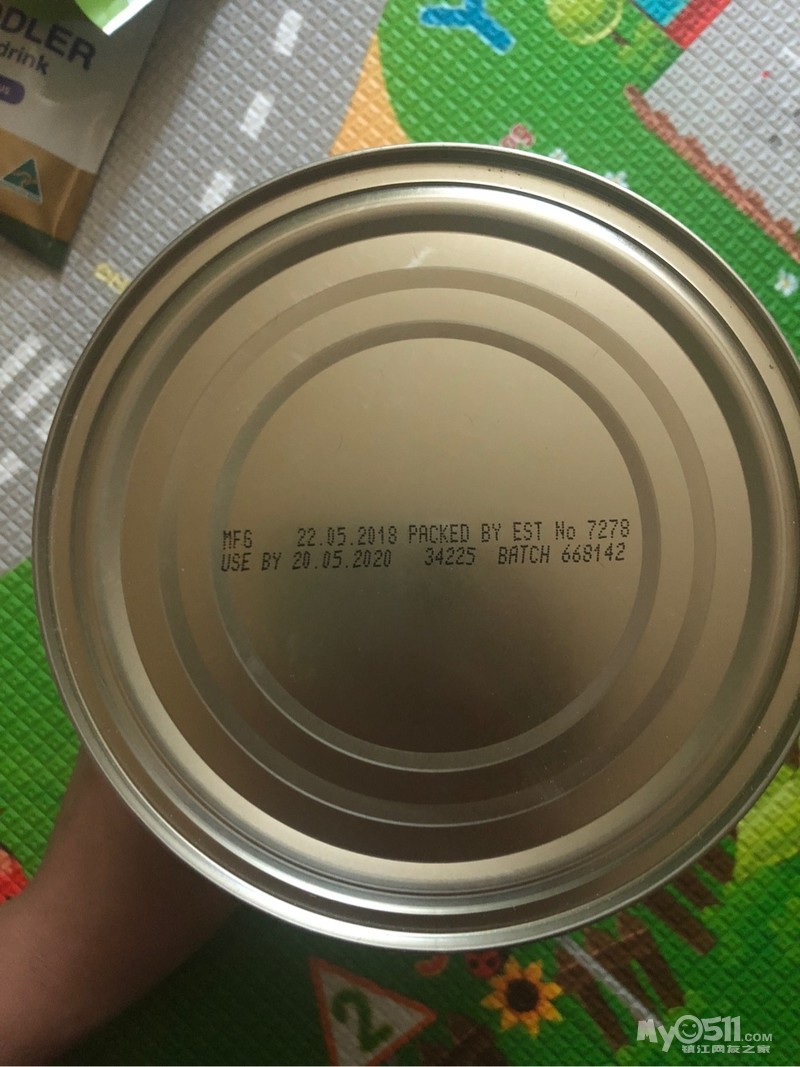 DLER
drink
MFG 22.05.2018 PACKED BY EST No 7278
USE BY 20.05.2020 34225 BATCH 668142
2
My0511.COM
镇江网友之家